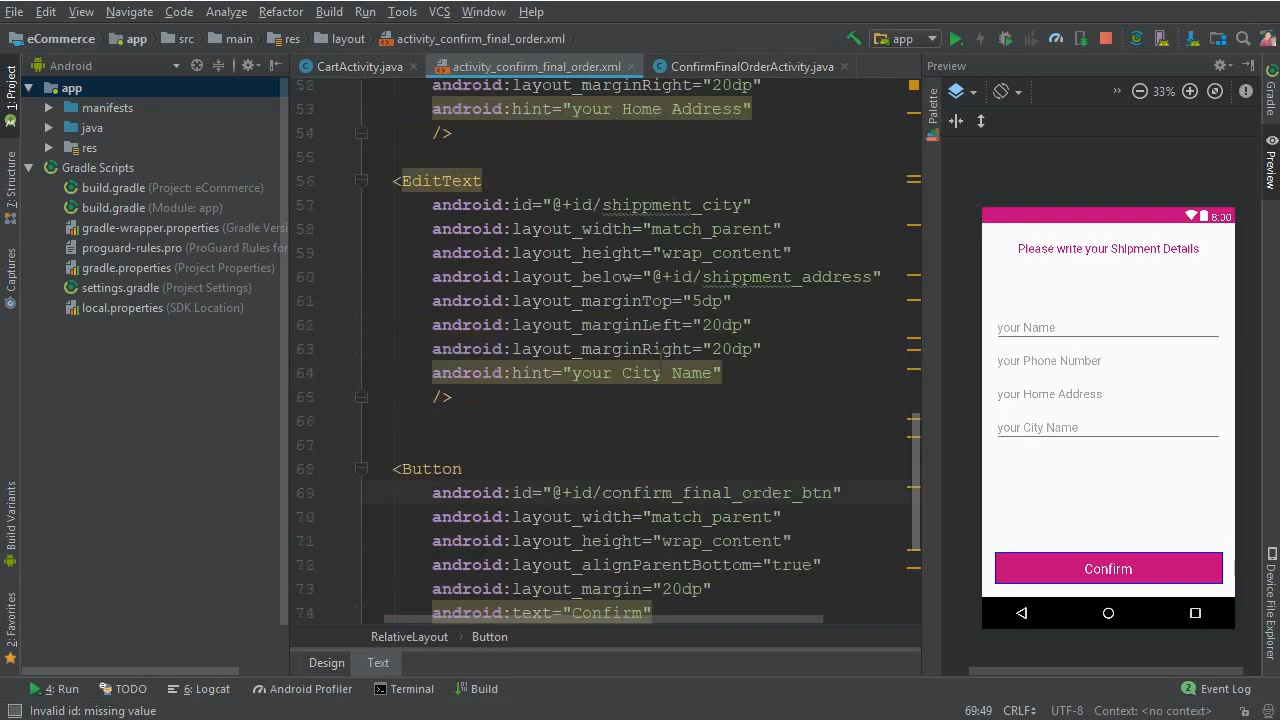 File Edit View Navigate Code Analyze Refactor Build Run Tools VCS Window Help
eCommerce app src main res layout activity_confirm_final_order.xml app
1: Project
Android
CartActivity.java activity_confirm_final_order.xml ConfirmFinalOrderActivity.java
Preview
app
manifests
java
res
Gradle Scripts
build.gradle (Project: eCommerce)
build.gradle (Module: app)
gradle-wrapper.properties (Gradle Vers
proguard-rules.pro (ProGuard Rules for
gradle.properties (Project Properties)
settings.gradle (Project Settings)
local.properties (SDK Location)
52 android:layout_marginRight="20dp"
53 android:hint="your Home Address"
54 />
55
56 <EditText
57 android:id="@+id/shippment_city"
58 android:layout_width="match_parent"
59 android:layout_height="wrap_content"
60 android:layout_below="@+id/shippment_address"
61 android:layout_marginTop="5dp"
62 android:layout_marginLeft="20dp"
63 android:layout_marginRight="20dp"
64 android:hint="your City Name"
65 />
66
67
68 <Button
69 android:id="@+id/confirm_final_order_btn"
70 android:layout_width="match_parent"
71 android:layout_height="wrap_content"
72 android:layout_alignParentBottom="true"
73 android:layout_margin="20dp"
74 android:text="Confirm"
RelativeLayout Button
Design Text
Palette
33%
8:00
Please write your Shipment Details
your Name
your Phone Number
your Home Address
your City Name
Confirm
Gradle
Preview
Device File Explorer
Z: Structure
Captures
Build Variants
2: Favorites
4: Run TODO 6: Logcat Android Profiler Terminal Build 2 Event Log
Invalid id: missing value 69:49 CRLF UTF-8 Context: <no context>